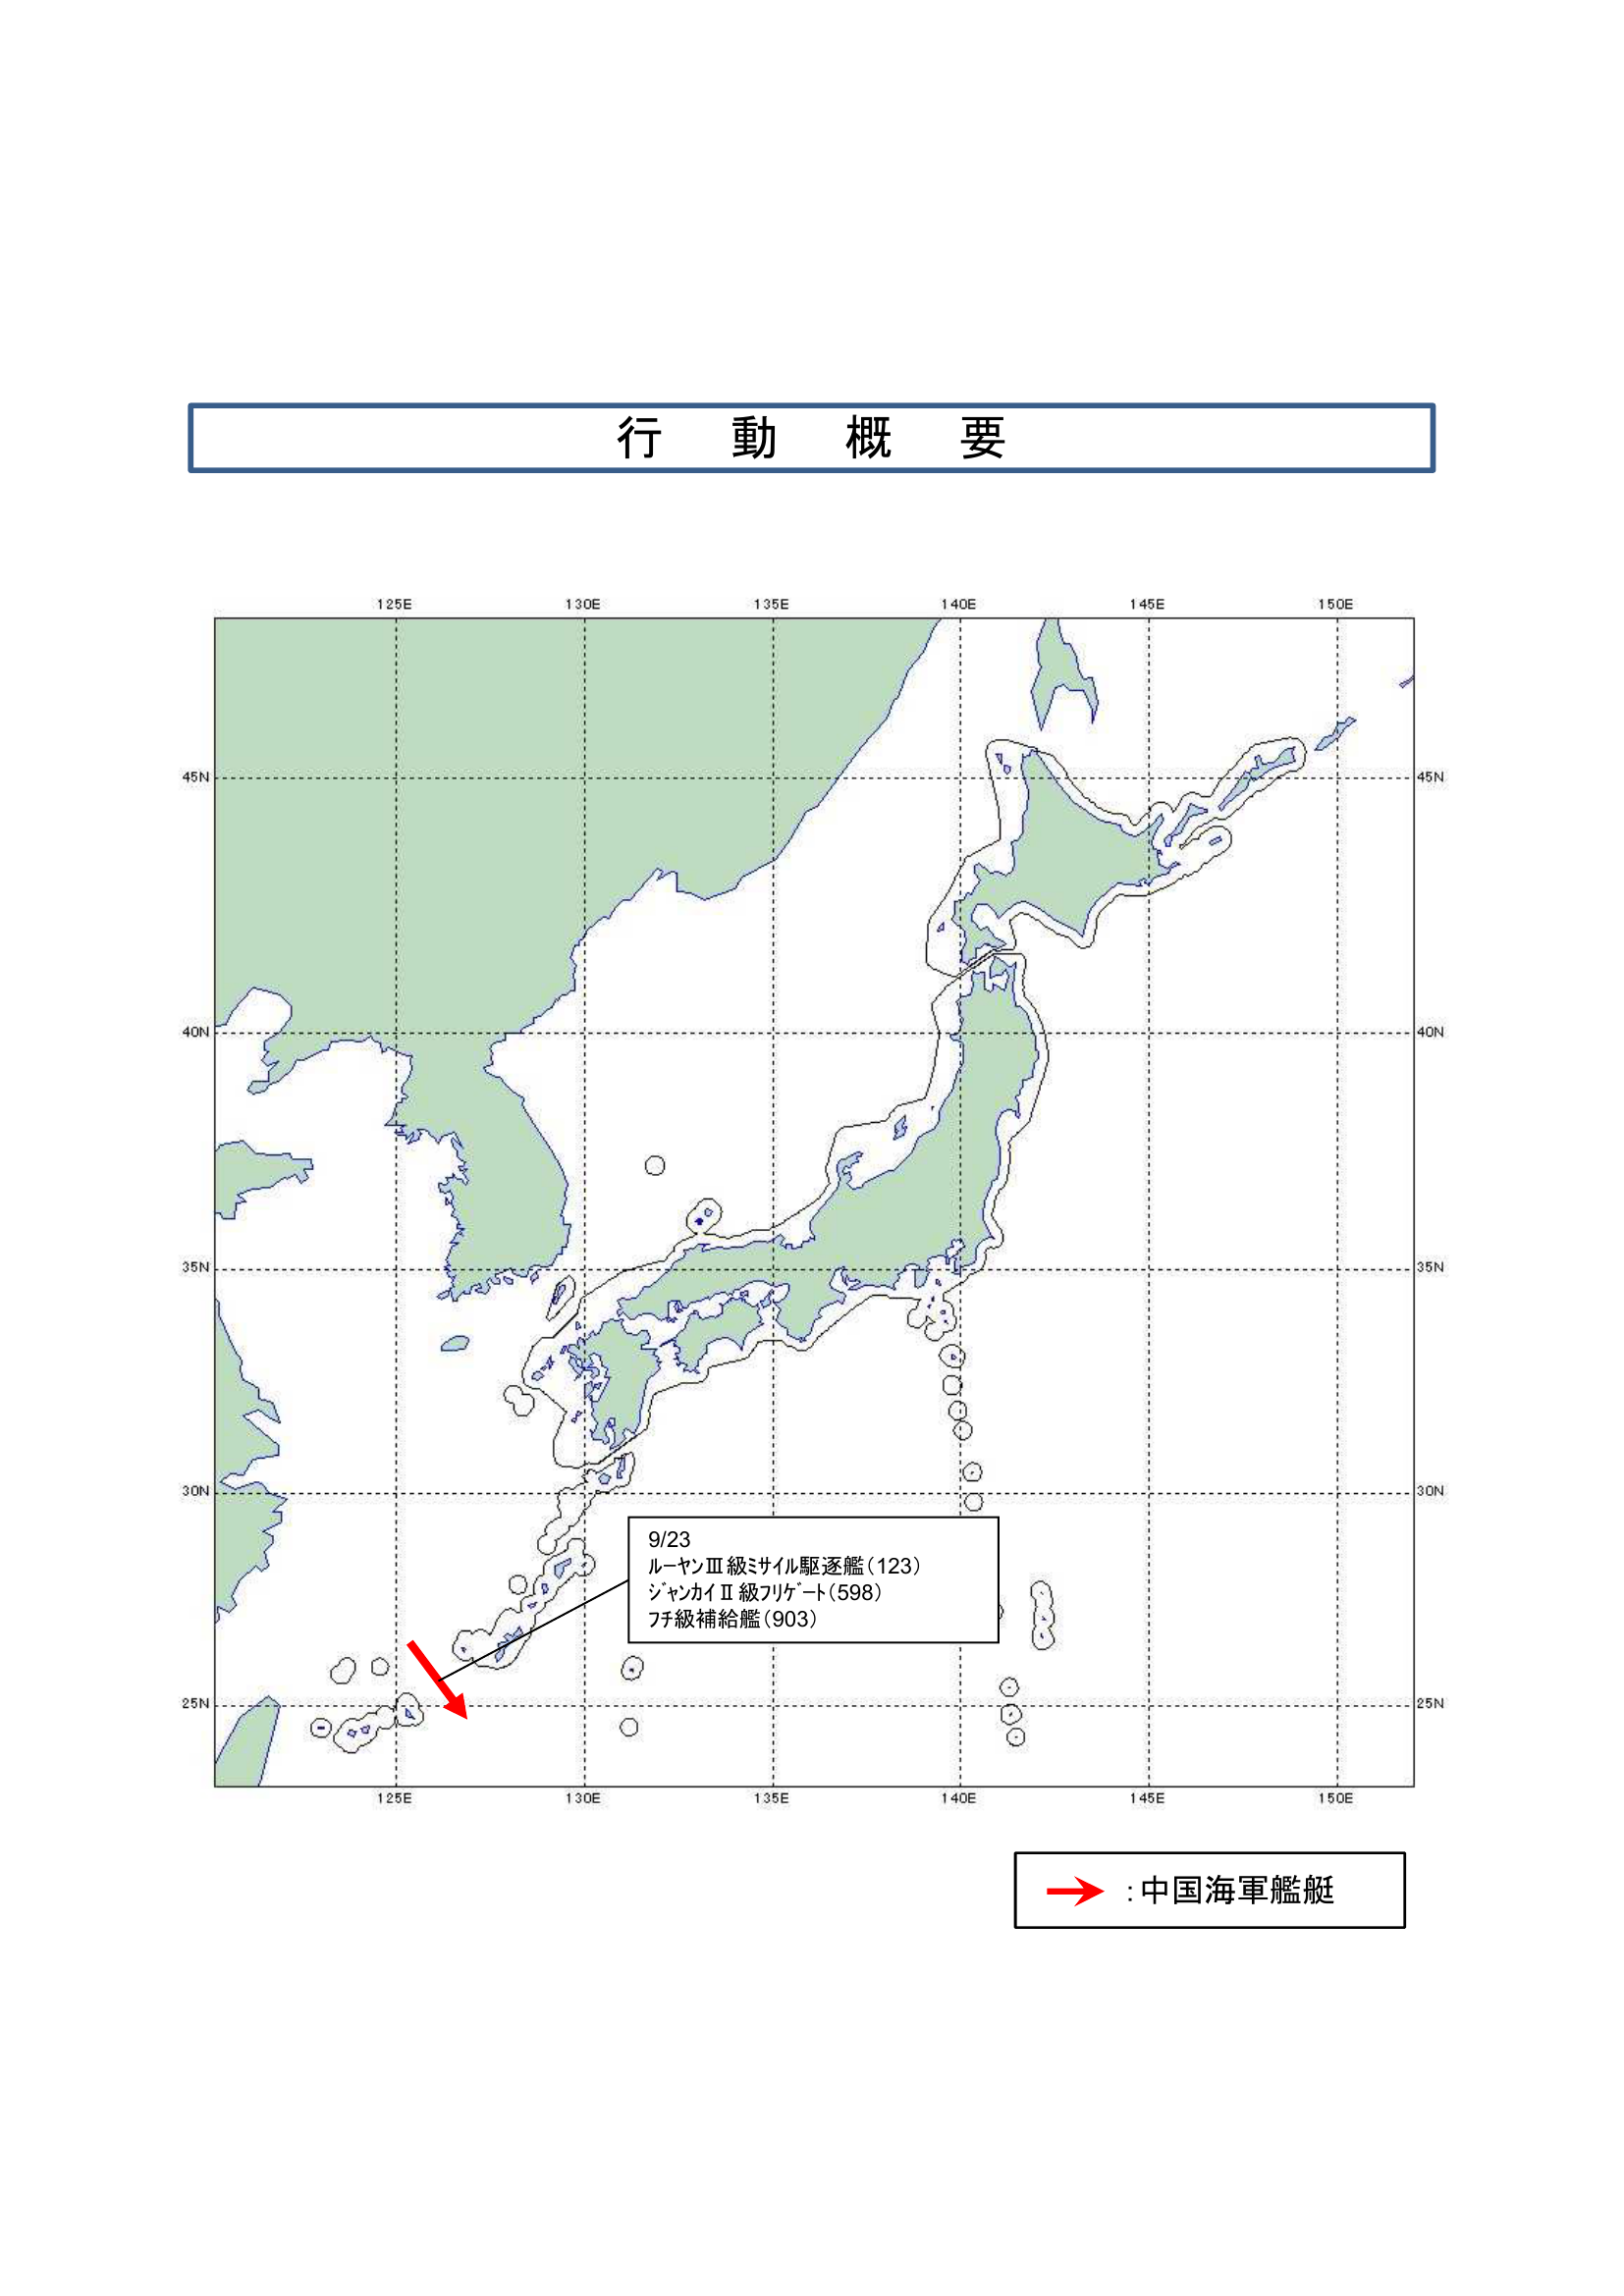 行動概要
125E 130E 135E 140E 145E 150E
45N 45N
40N 40N
35N 35N
30N 30N
9/23
ルーヤンⅢ級ﾐｻｲﾙ駆逐艦(123)
ｼﾞｬﾝｶｲⅡ級ﾌﾘｹﾞｰﾄ(598)
ﾌﾁ級補給艦(903)
25N 25N
125E 130E 135E 140E 145E 150E
:中国海軍艦艇